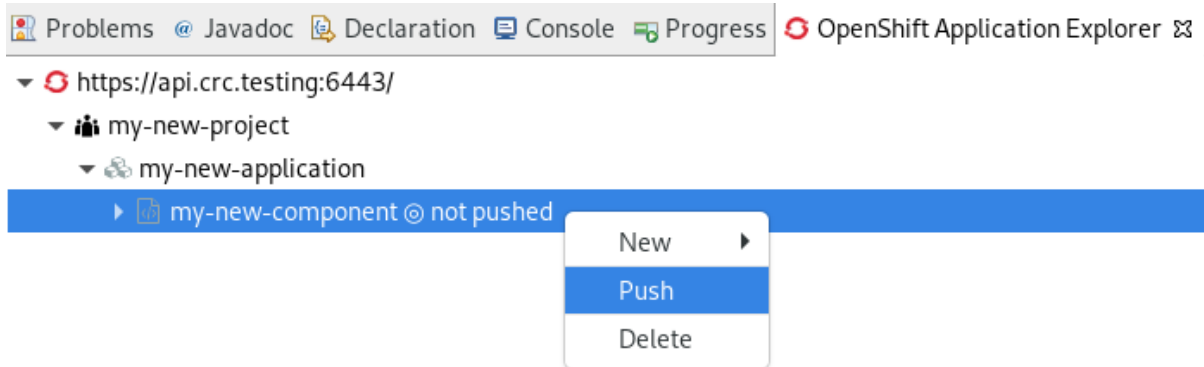 Problems @ Javadoc Declaration Console Progress OpenShift Application Explorer
https://api.crc.testing:6443/
my-new-project
my-new-application
my-new-component ◎ not pushed
New
Push
Delete